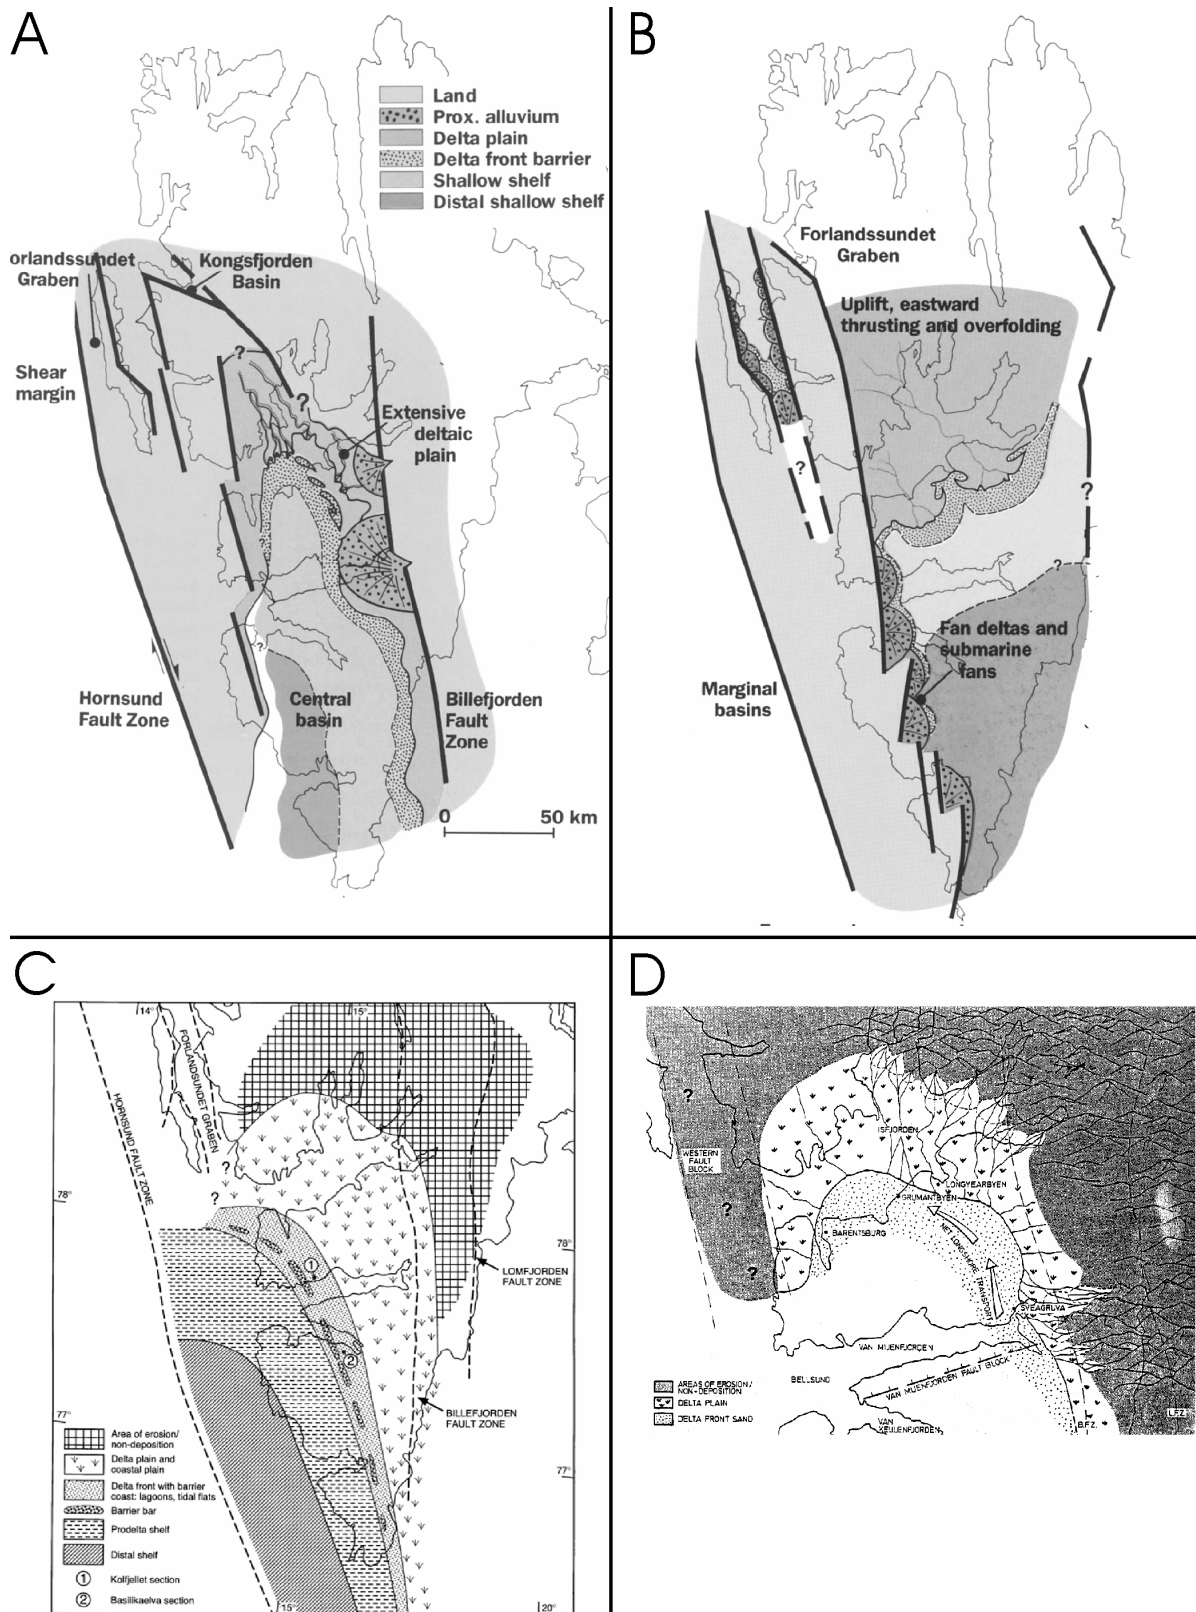 A
Land
Prox. alluvium
Delta plain
Delta front barrier
Shallow shelf
Distal shallow shelf
orlandssundet
Graben
Kongsfjorden
Basin
?
Shear
margin
?
Extensive
deltaic
plain
?
?
Hornsund
Fault Zone
Central
basin
Billefjorden
Fault
Zone
0
50 km
B
Forlandssundet
Graben
Uplift, eastward
thrusting and overfolding
?
?
?
Fan deltas and
submarine
fans
Marginal
basins
C
14°
15°
FORLANDSUNDET GRABEN
HORNSUND FAULT ZONE
?
?
78°
78°
1
LOMFJORDEN
FAULT ZONE
2
BILLEFJORDEN
FAULT ZONE
77°
77°
Area of erosion/
non-deposition
Delta plain and
coastal plain
Delta front with barrier
coast: lagoons, tidal flats
Barrier bar
Prodelta shelf
Distal shelf
1 Kolfjellet section
2 Basilikaelva section
15°
20°
D
?
ISFJORDEN
WESTERN
FAULT
BLOCK
LONGYEARBYEN
GRUMANTBYEN
?
BARENTSBURG
NET LONGSHORE TRANSPORT
?
SVEAGRUVA
VAN MIJENFJORDEN
BELLSUND
VAN MIJENFJORDEN FAULT BLOCK
AREAS OF EROSION/
NON-DEPOSITION
DELTA PLAIN
DELTA FRONT SAND
VAN
KEULENFJORDEN
B.F.Z.
L.F.Z.